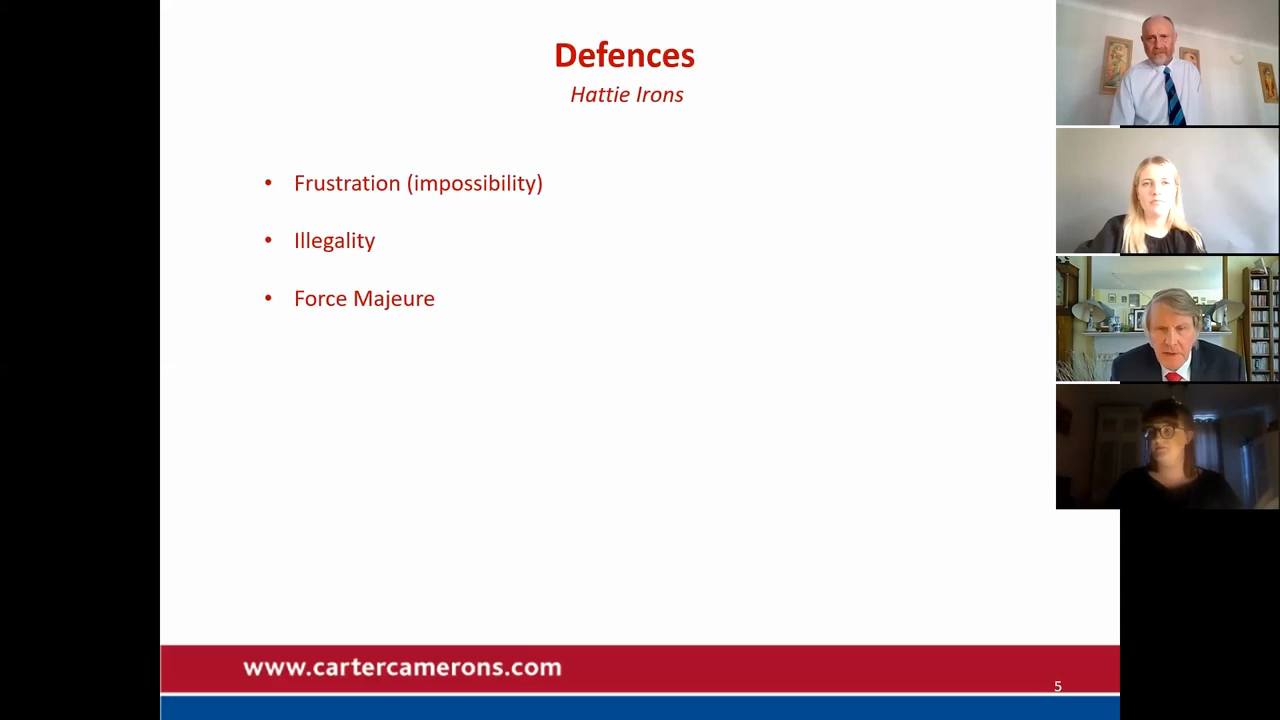 Defences
Hattie Irons
• Frustration (impossibility)
• Illegality
• Force Majeure
www.cartercamerons.com
5